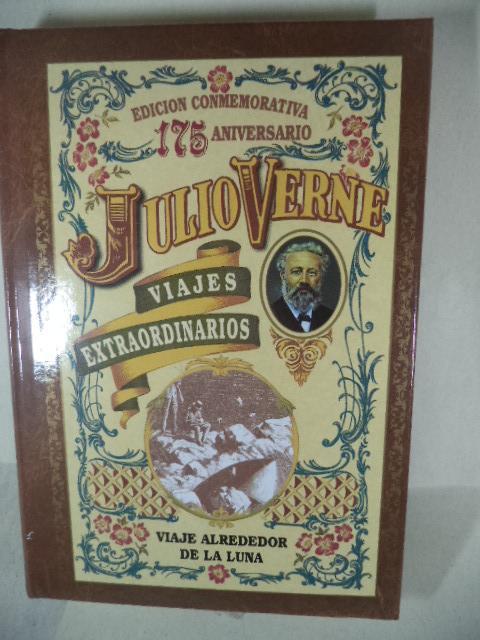 EDICION CONMEMORATIVA
175 ANIVERSARIO
JULIO VERNE
VIAJES
EXTRAORDINARIOS
VIAJE ALREDEDOR
DE LA LUNA